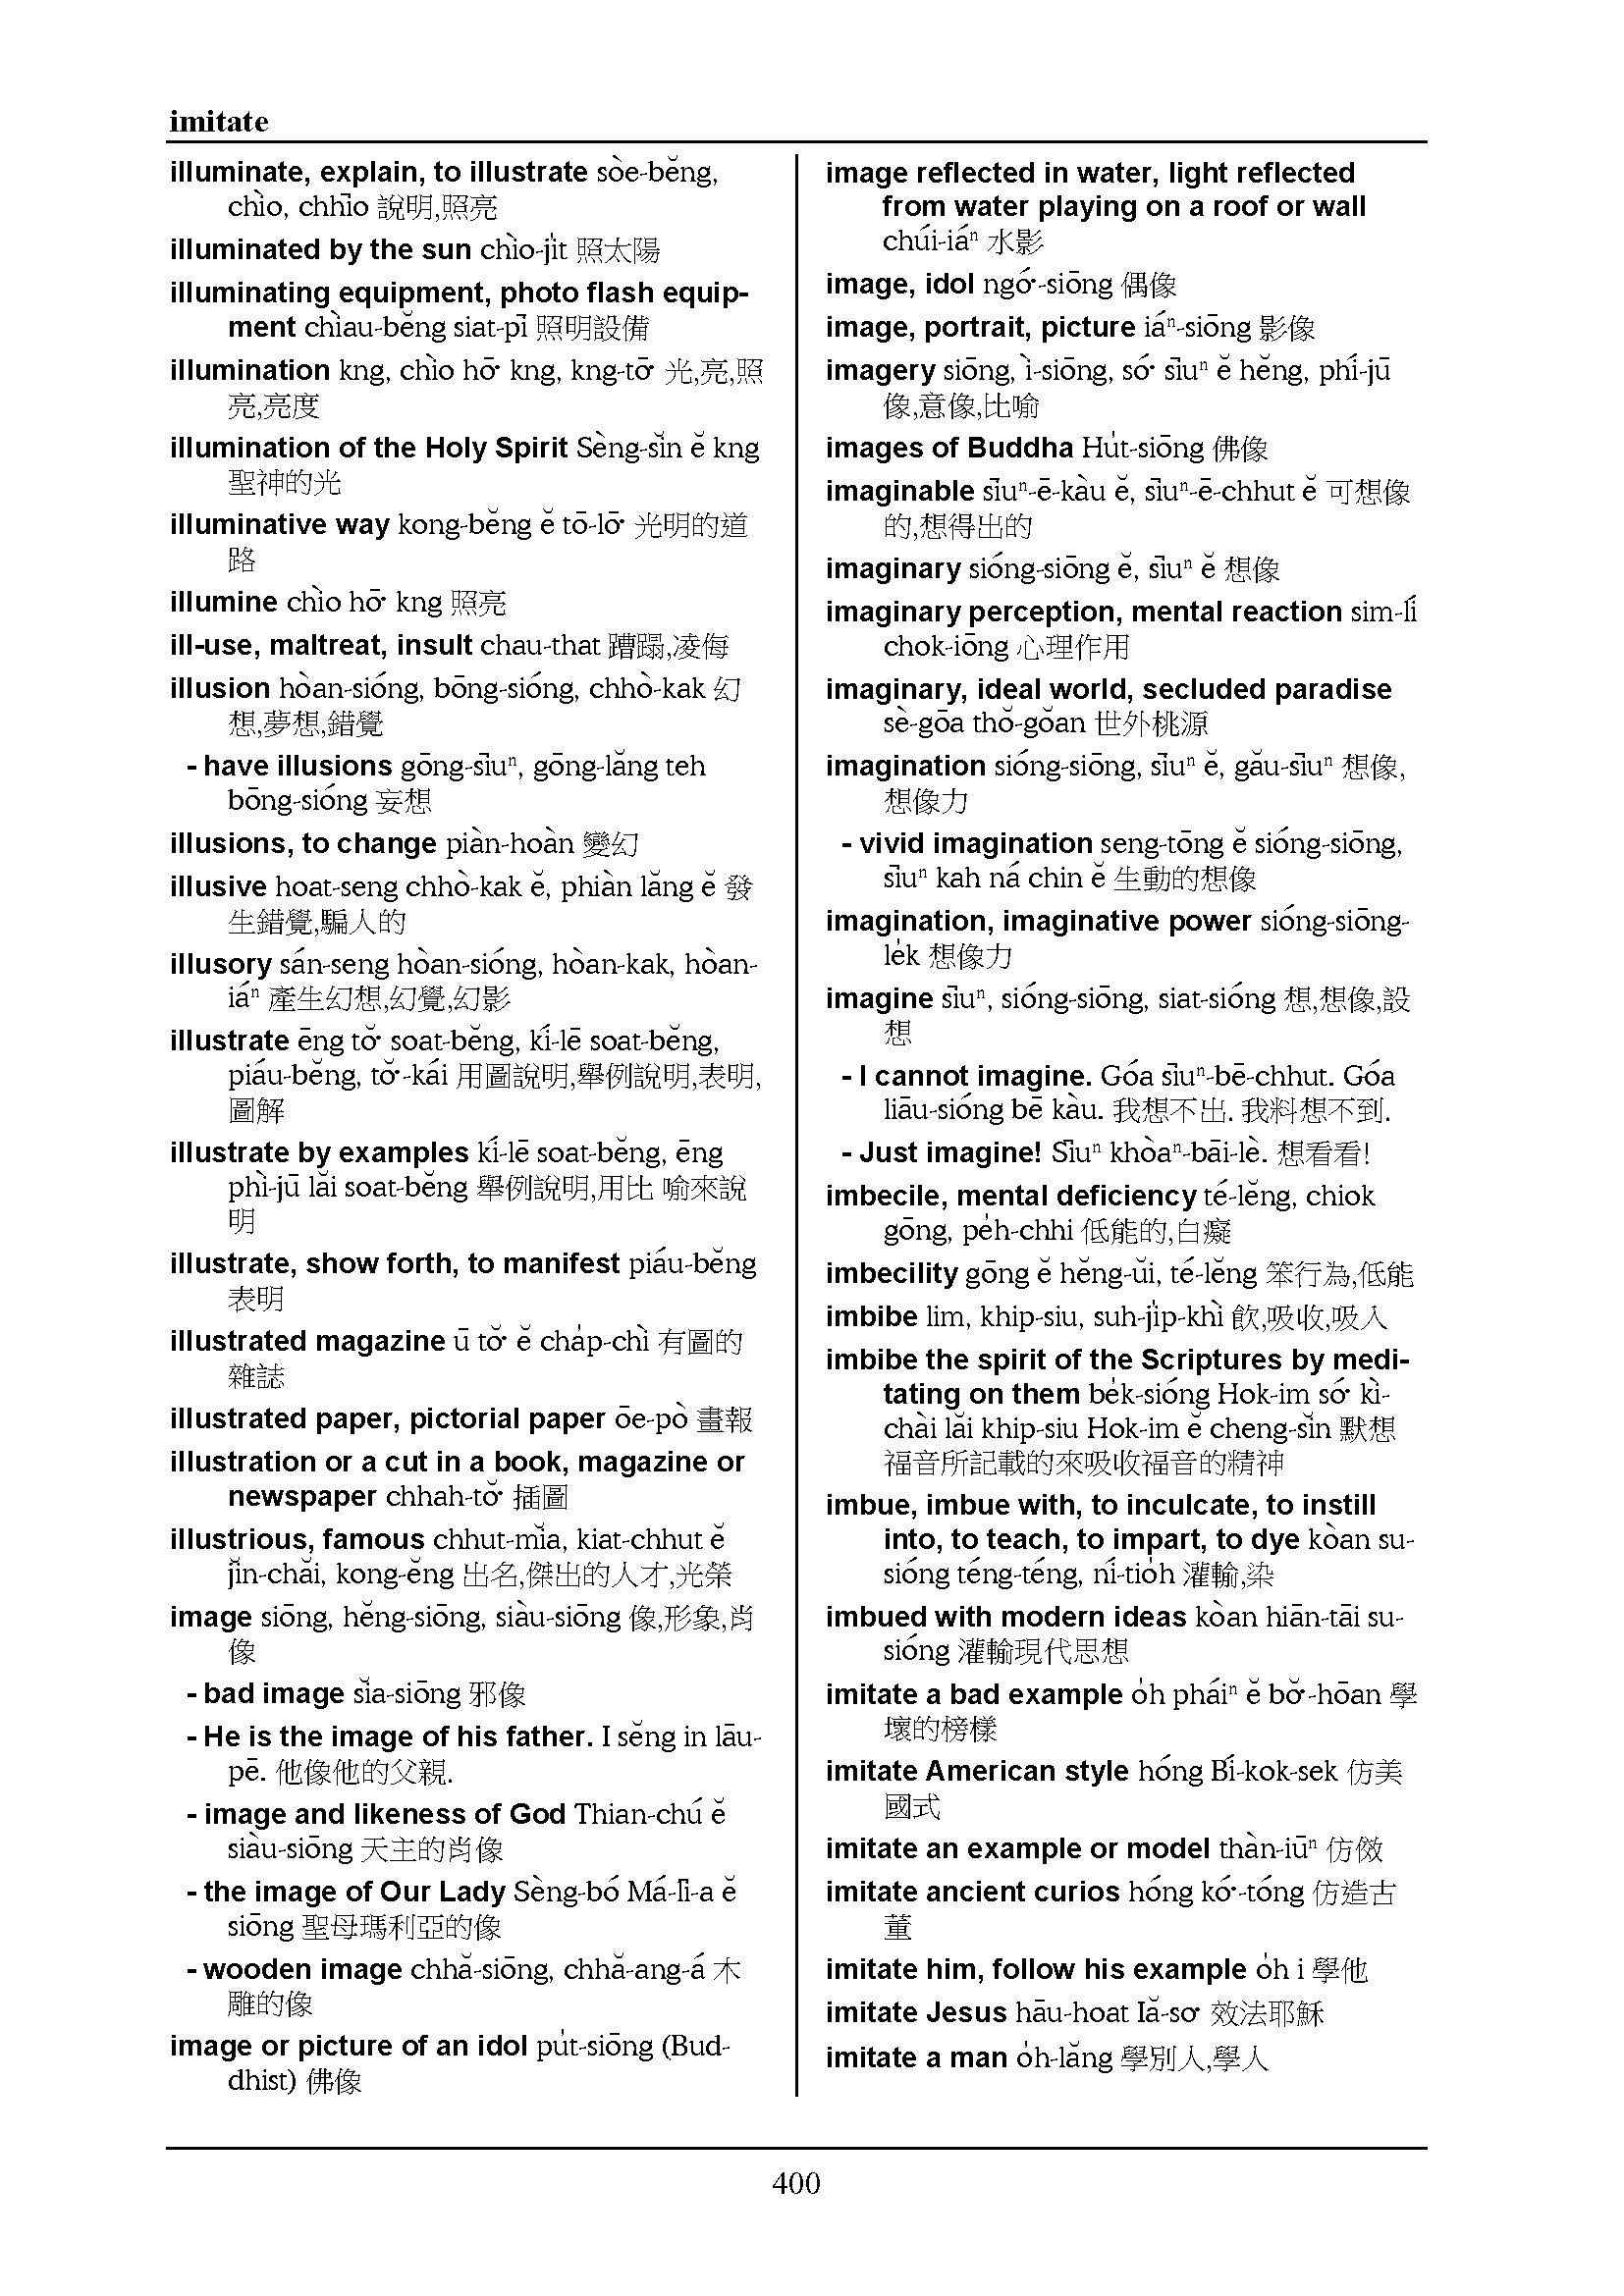 imitate
illuminate, explain, to illustrate sòe-bĕng,
chìo, chhīo 說明,照亮
illuminated by the sun chìo-ji̍t 照太陽
illuminating equipment, photo flash equip-
ment chìau-bĕng siat-pī 照明設備
illumination kng, chìo hō͘ kng, kng-tō͘ 光,亮,照
亮,亮度
illumination of the Holy Spirit Sèng-sĭn ĕ kng
聖神的光
illuminative way kong-bĕng ĕ tō-lō͘ 光明的道
路
illumine chìo hō͘ kng 照亮
ill-use, maltreat, insult chau-that 蹧蹋,凌侮
illusion hòan-sióng, bōng-sióng, chhò-kak 幻
想,夢想,錯覺
- have illusions gōng-sīuⁿ, gōng-lăng teh
bōng-sióng 妄想
illusions, to change piàn-hoàn 變幻
illusive hoat-seng chhò-kak ĕ, phiàn lăng ĕ 發
生錯覺,騙人的
illusory sán-seng hòan-sióng, hòan-kak, hòan-
iáⁿ 產生幻想,幻覺,幻影
illustrate ēng tŏ͘ soat-bĕng, kí-lē soat-bĕng,
piáu-bĕng, tŏ͘-kái 用圖說明,舉例說明,表明,
圖解
illustrate by examples kí-lē soat-bĕng, ēng
phì-jū lăi soat-bĕng 舉例說明,用比 喻來說
明
illustrate, show forth, to manifest piáu-bĕng
表明
illustrated magazine ū tŏ͘ ĕ cha̍p-chì 有圖的
雜誌
illustrated paper, pictorial paper ōe-pò 畫報
illustration or a cut in a book, magazine or
newspaper chhah-tŏ͘ 插圖
illustrious, famous chhut-mĭa, kiat-chhut ĕ
jĭn-chăi, kong-ĕng 出名,傑出的人才,光榮
image siōng, hĕng-siōng, siàu-siōng 像,形象,肖
像
- bad image sĭa-siōng 邪像
- He is the image of his father. I sĕng in lāu-
pē. 他像他的父親.
- image and likeness of God Thian-chú ĕ
siàu-siōng 天主的肖像
- the image of Our Lady Sèng-bó Má-lī-a ĕ
siōng 聖母瑪利亞的像
- wooden image chhă-siōng, chhă-ang-á 木
雕的像
image or picture of an idol pu̍t-siōng (Bud-
dhist) 佛像
image reflected in water, light reflected
from water playing on a roof or wall
chúi-iáⁿ 水影
image, idol ngó͘-siōng 偶像
image, portrait, picture iáⁿ-siōng 影像
imagery siōng, ì-siōng, só͘ sīuⁿ ĕ hĕng, phí-jū
像,意像,比喻
images of Buddha Hu̍t-siōng 佛像
imaginable sīuⁿ-ē-kàu ĕ, sīuⁿ-ē-chhut ĕ 可想像
的,想得出的
imaginary sióng-siōng ĕ, sīuⁿ ĕ 想像
imaginary perception, mental reaction sim-lí
chok-iōng 心理作用
imaginary, ideal world, secluded paradise
sè-gōa thŏ-gŏan 世外桃源
imagination sióng-siōng, sīuⁿ ĕ, gău-sīuⁿ 想像,
想像力
- vivid imagination seng-tōng ĕ sióng-siōng,
sīuⁿ kah ná chin ĕ 生動的想像
imagination, imaginative power sióng-siōng-
le̍k 想像力
imagine sīuⁿ, sióng-siōng, siat-sióng 想,想像,設
想
- I cannot imagine. Góa sīuⁿ-bē-chhut. Góa
liāu-sióng bē kàu. 我想不出. 我料想不到.
- Just imagine! Sīuⁿ khòaⁿ-bāi-lè. 想看看!
imbecile, mental deficiency té-lĕng, chiok
gōng, pe̍h-chhi 低能的,白癡
imbecility gōng ĕ hĕng-ŭi, té-lĕng 笨行為,低能
imbibe lim, khip-siu, suh-ji̍p-khì 飲,吸收,吸入
imbibe the spirit of the Scriptures by medi-
tating on them be̍k-sióng Hok-im só͘ kì-
chài lăi khip-siu Hok-im ĕ cheng-sĭn 默想
福音所記載的來吸收福音的精神
imbue, imbue with, to inculcate, to instill
into, to teach, to impart, to dye kòan su-
sióng téng-téng, ní-tio̍h 灌輸,染
imbued with modern ideas kòan hiān-tāi su-
sióng 灌輸現代思想
imitate a bad example o̍h pháiⁿ ĕ bŏ͘-hōan 學
壞的榜樣
imitate American style hóng Bí-kok-sek 仿美
國式
imitate an example or model thàn-iūⁿ 仿傚
imitate ancient curios hóng kó͘-tóng 仿造古
董
imitate him, follow his example o̍h i 學他
imitate Jesus hāu-hoat Iă-so͘ 效法耶穌
imitate a man o̍h-lăng 學別人,學人
400